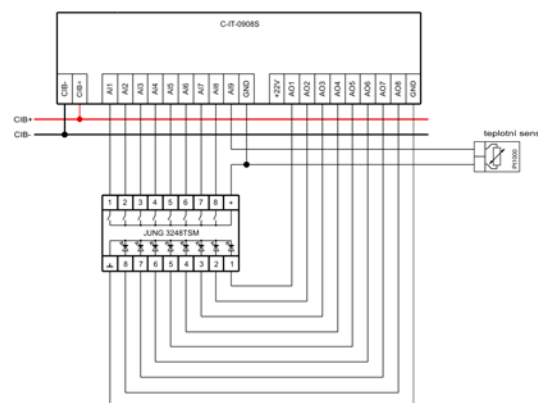 C-IT-0908S
CIB- CIB+ AI1 AI2 AI3 AI4 AI5 AI6 AI7 AI8 AI9 GND +22V AO1 AO2 AO3 AO4 AO5 AO6 AO7 AO8 GND
CIB+
CIB-
teplotní sens
Pt1000
1 2 3 4 5 6 7 8 +
JUNG 3248TSM
8 7 6 5 4 3 2 1